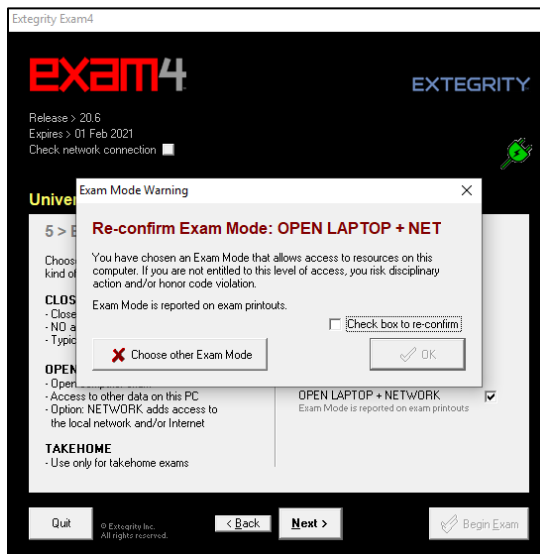 Extegrity Exam4
exam4
EXTEGRITY
Release > 20.6
Expires > 01 Feb 2021
Check network connection
Exam Mode Warning
Re-confirm Exam Mode: OPEN LAPTOP + NET
You have chosen an Exam Mode that allows access to resources on this
computer. If you are not entitled to this level of access, you risk disciplinary
action and/or honor code violation.
Exam Mode is reported on exam printouts.
Check box to re-confirm
Choose other Exam Mode
OK
5 >
kind of
- NO
OPEN
- Access to other data on this PC
- Option: NETWORK adds access to
the local network and/or Internet
TAKEHOME
- Use only for takehome exams
OPEN LAPTOP + NETWORK
Exam Mode is reported on exam printouts
Quit
© Extegrity Inc.
All rights reserved.
< Back
Next >
Begin Exam